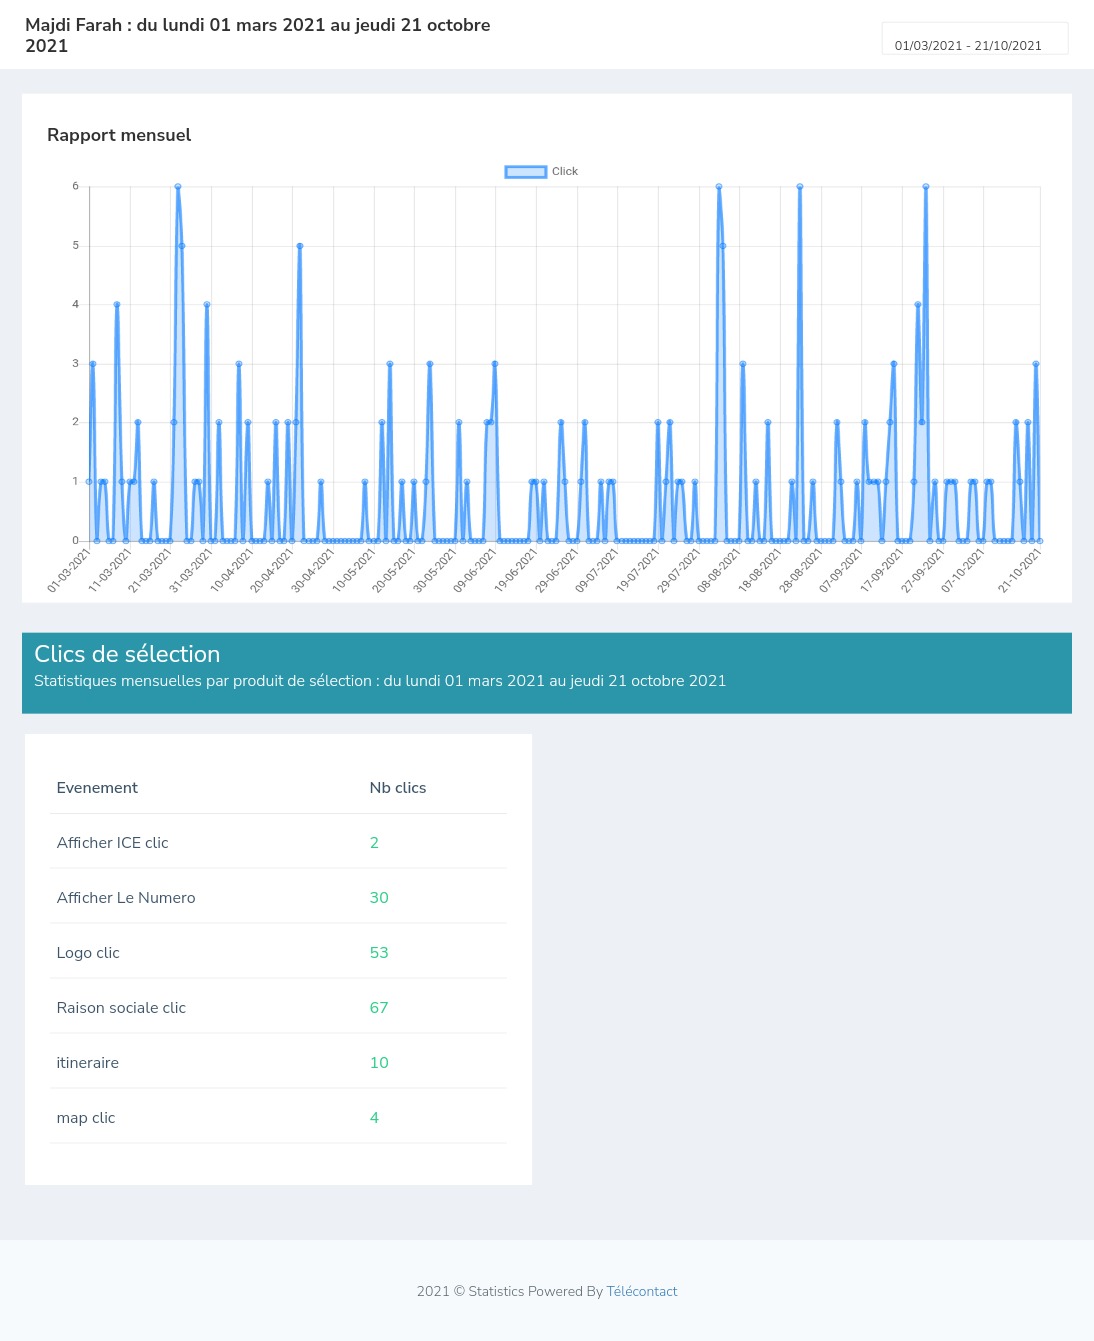 Majdi Farah : du lundi 01 mars 2021 au jeudi 21 octobre
2021
01/03/2021 - 21/10/2021
Rapport mensuel
Click
6
5
4
3
2
1
0
01-03-2021
11-03-2021
21-03-2021
31-03-2021
10-04-2021
20-04-2021
30-04-2021
10-05-2021
20-05-2021
30-05-2021
09-06-2021
19-06-2021
29-06-2021
09-07-2021
19-07-2021
29-07-2021
08-08-2021
18-08-2021
28-08-2021
07-09-2021
17-09-2021
27-09-2021
07-10-2021
21-10-2021
Clics de sélection
Statistiques mensuelles par produit de sélection : du lundi 01 mars 2021 au jeudi 21 octobre 2021
Evenement Nb clics
Afficher ICE clic 2
Afficher Le Numero 30
Logo clic 53
Raison sociale clic 67
itineraire 10
map clic 4
2021 © Statistics Powered By Télécontact